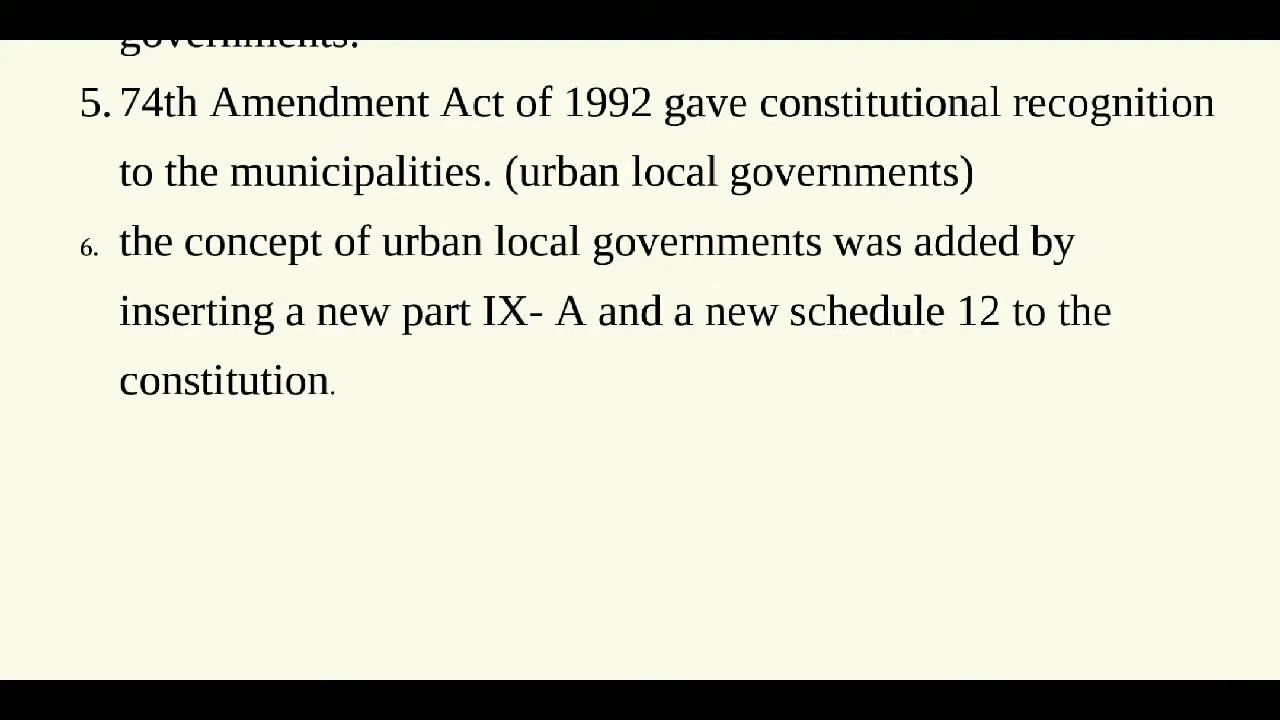 governments.
5. 74th Amendment Act of 1992 gave constitutional recognition
to the municipalities. (urban local governments)
6. the concept of urban local governments was added by
inserting a new part IX- A and a new schedule 12 to the
constitution.